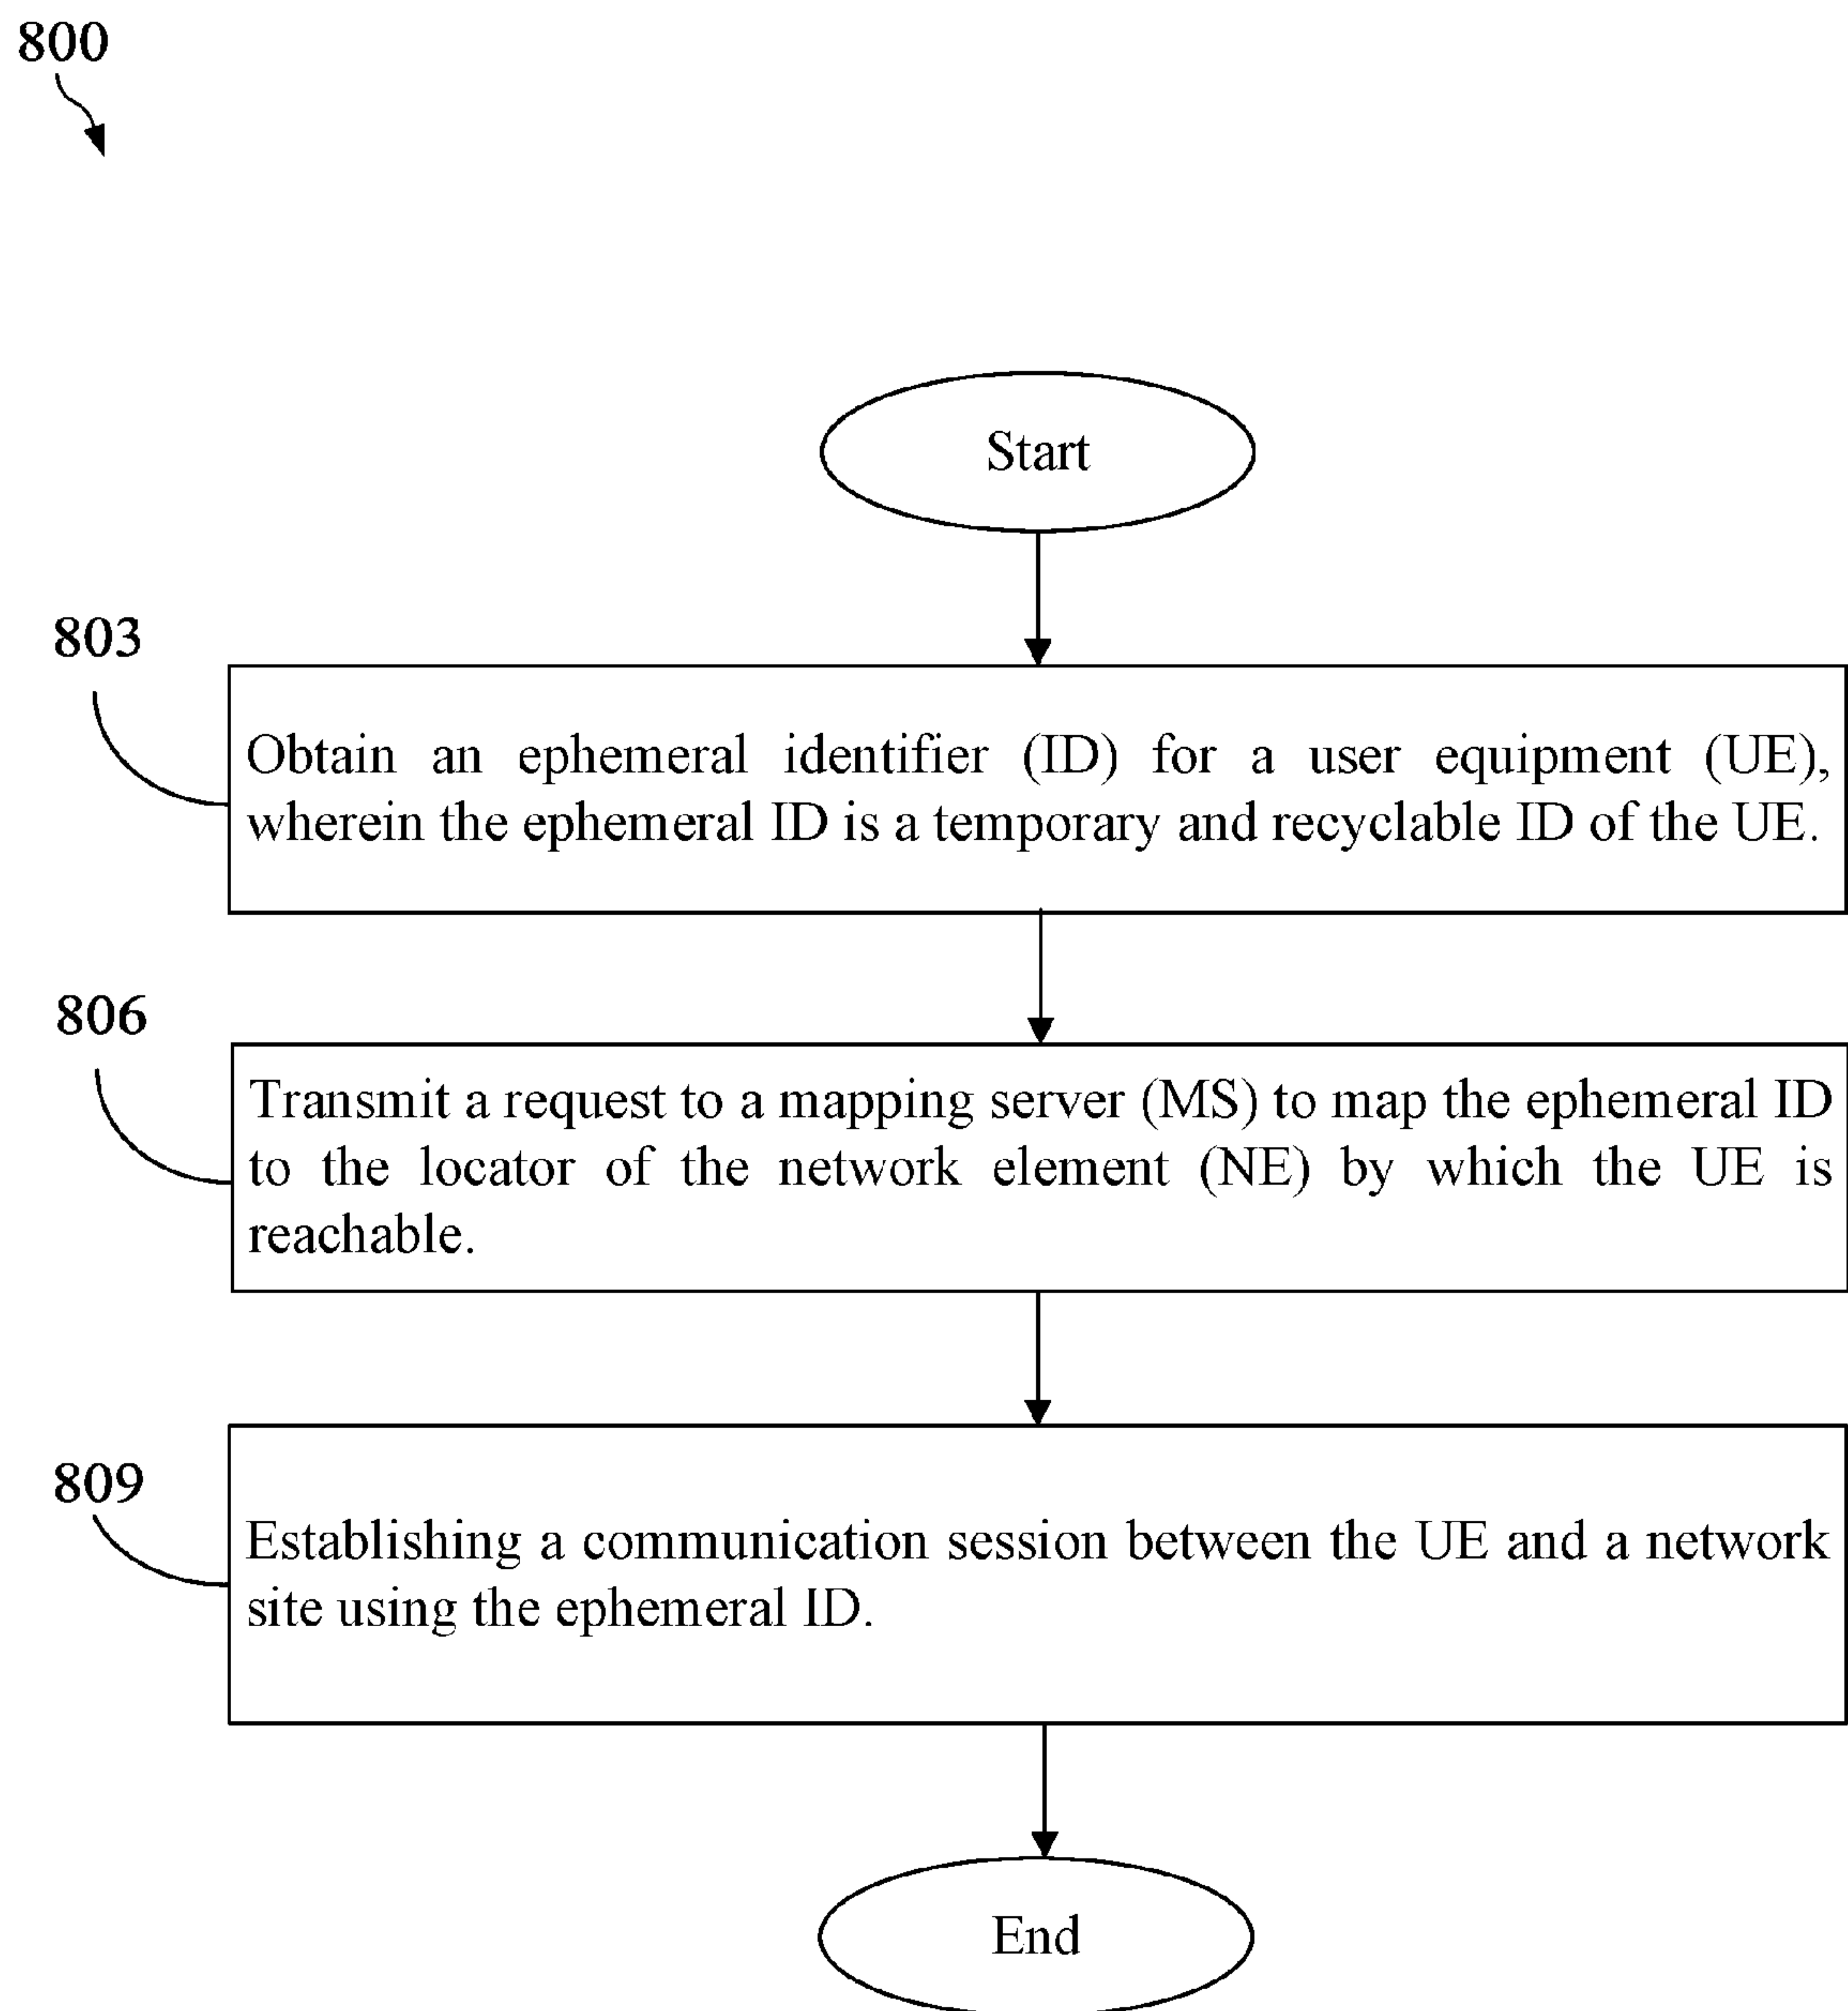 800
Start
803
Obtain an ephemeral identifier (ID) for a user equipment (UE),
wherein the ephemeral ID is a temporary and recyclable ID of the UE.
806
Transmit a request to a mapping server (MS) to map the ephemeral ID
to the locator of the network element (NE) by which the UE is
reachable.
809
Establishing a communication session between the UE and a network
site using the ephemeral ID.
End